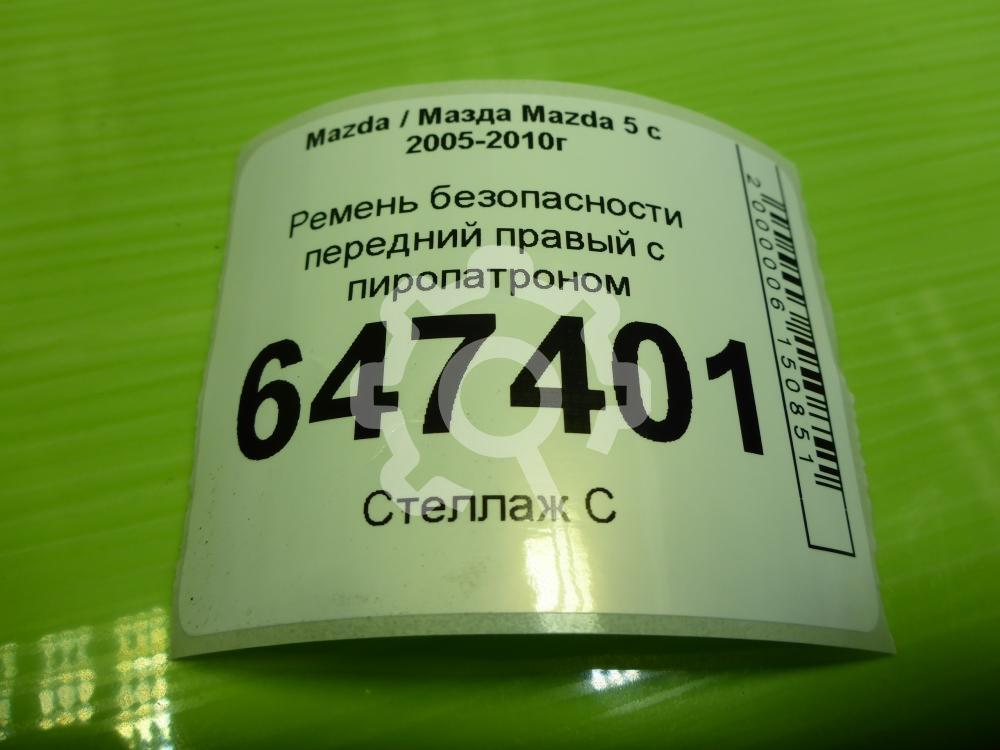 Mazda / Мазда Mazda 5 с
2005-2010г
Ремень безопасности
передний правый с
пиропатроном
647401
Стеллаж С
2000006150851